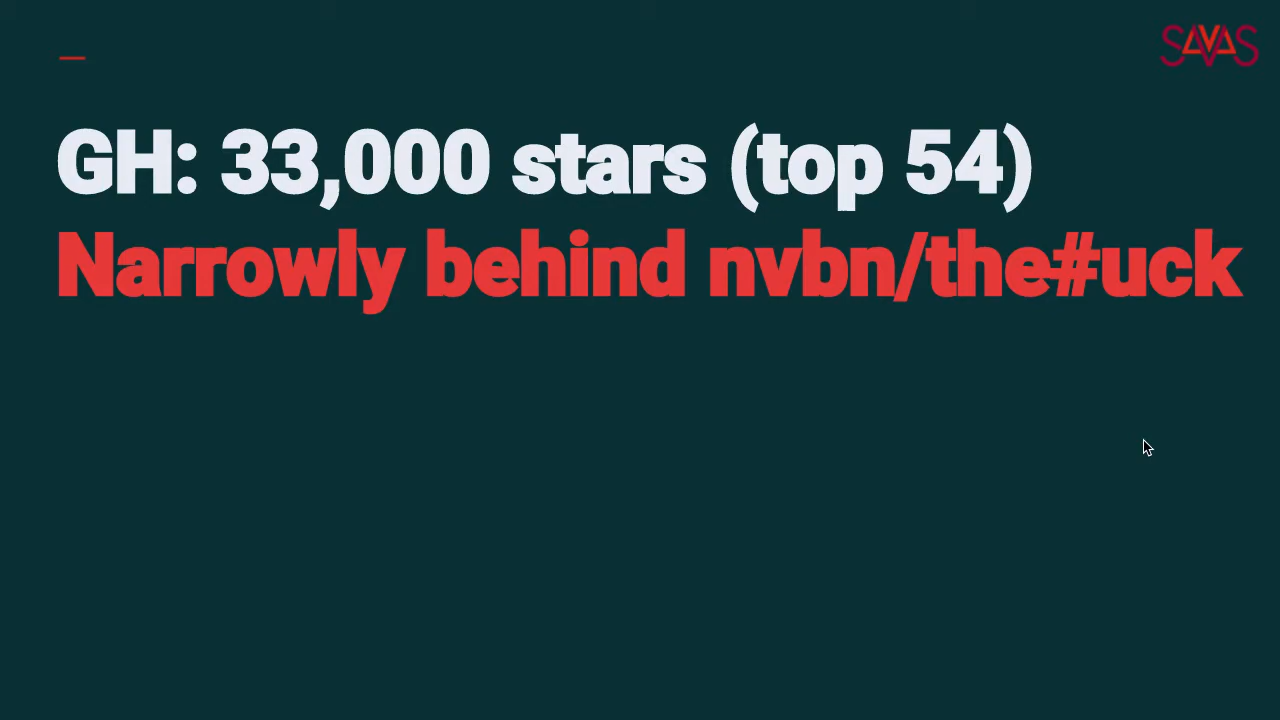 SAVAS
GH: 33,000 stars (top 54)
Narrowly behind nvbn/the#uck